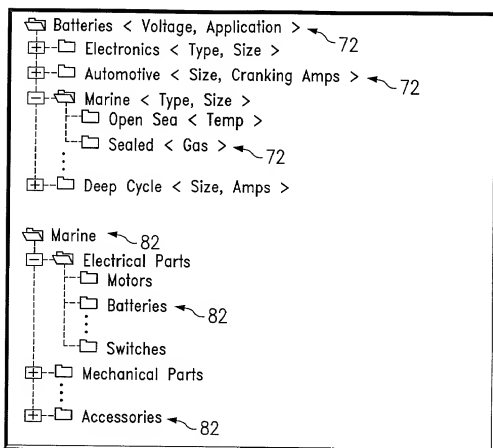 Batteries < Voltage, Application > 72
Electronics < Type, Size >
Automotive < Size, Cranking Amps > 72
Marine < Type, Size >
Open Sea < Temp >
Sealed < Gas > 72
Deep Cycle < Size, Amps >
Marine 82
Electrical Parts
Motors
Batteries 82
Switches
Mechanical Parts
Accessories 82